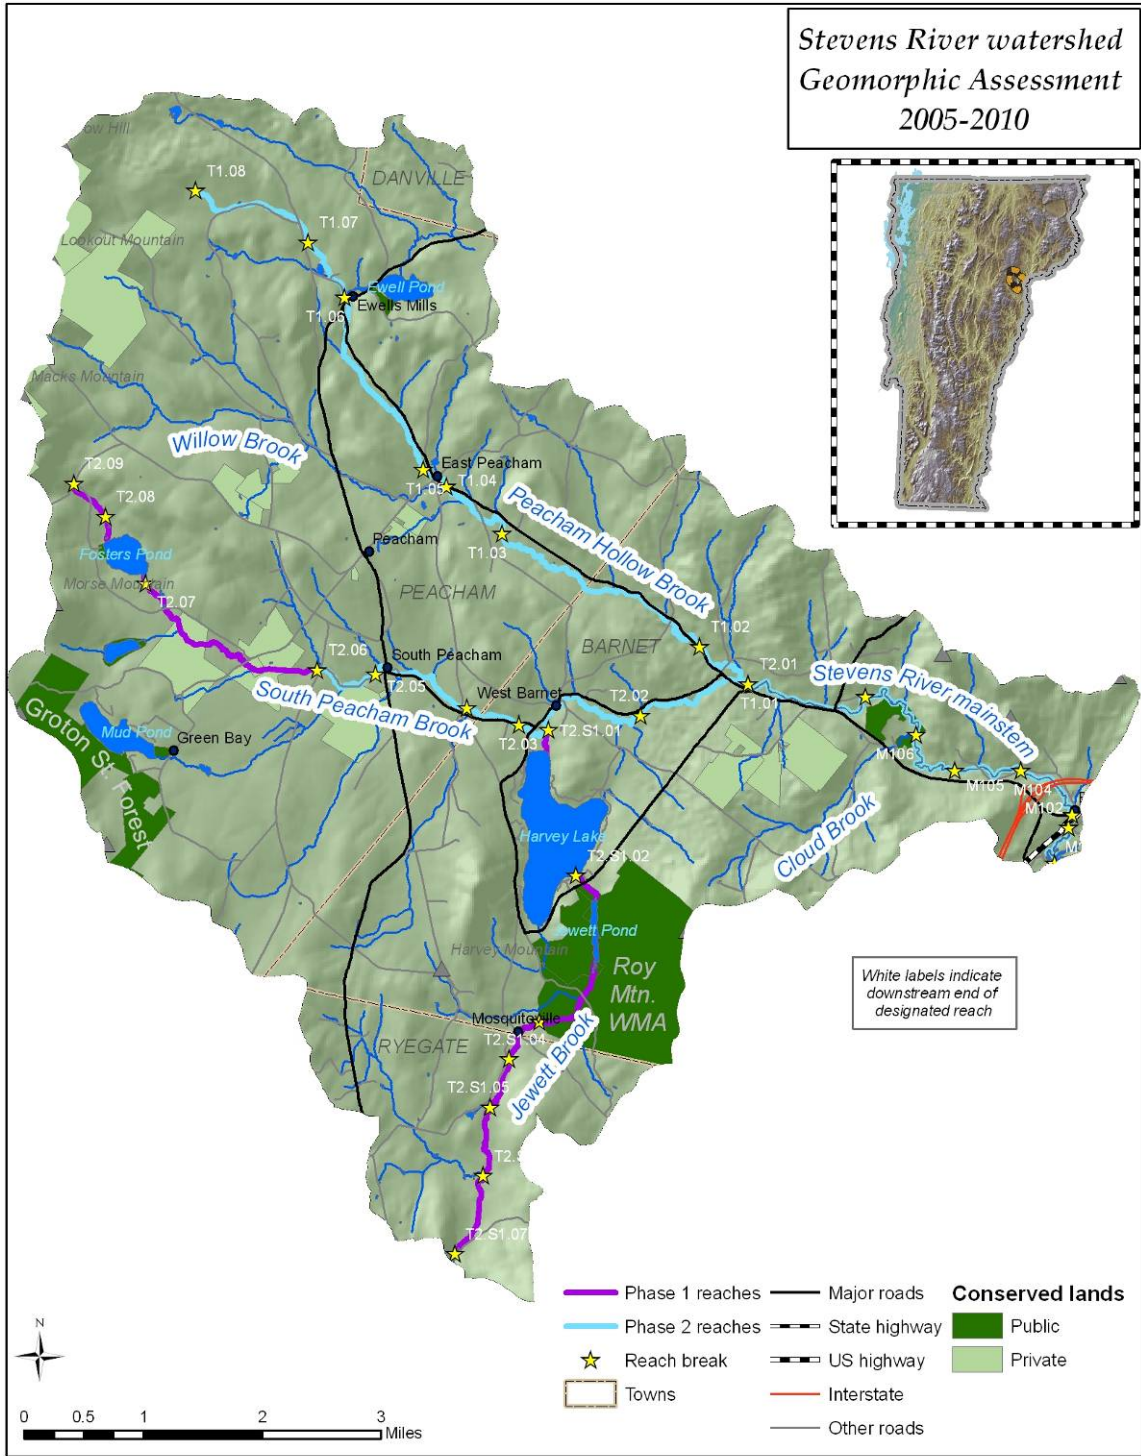 Stevens River watershed
Geomorphic Assessment
2005-2010
ow Hill
T1.08
DANVILLE
T1.07
Lookout Mountain
Ewell Pond
Ewells Mills
T1.06
Macks Mountain
Willow Brook
T2.09
East Peacham
T1.05
T1.04
T2.08
Peacham Hollow Brook
Peacham
T1.03
Fosters Pond
Morse Mountain
PEACHAM
T2.07
BARNET
T1.02
T2.06
South Peacham
T2.01
Stevens River mainstem
T2.05
West Barnet
T2.02
T1.01
South Peacham Brook
T2.03
T2.S1.01
Groton St. Forest
Mud Pond
Green Bay
M106
M105
M104
M102
M1
Cloud Brook
Harvey Lake
T2.S1.02
Jewett Pond
Harvey Mountain
Roy
Mtn.
WMA
White labels indicate
downstream end of
designated reach
Mosquitoville
RYEGATE
T2.S1.04
Jewett Brook
T2.S1.05
T2.S
T2.S1.07
Phase 1 reaches
Phase 2 reaches
Reach break
Towns
Major roads
State highway
US highway
Interstate
Other roads
Conserved lands
Public
Private
N
0 0.5 1 2 3
Miles